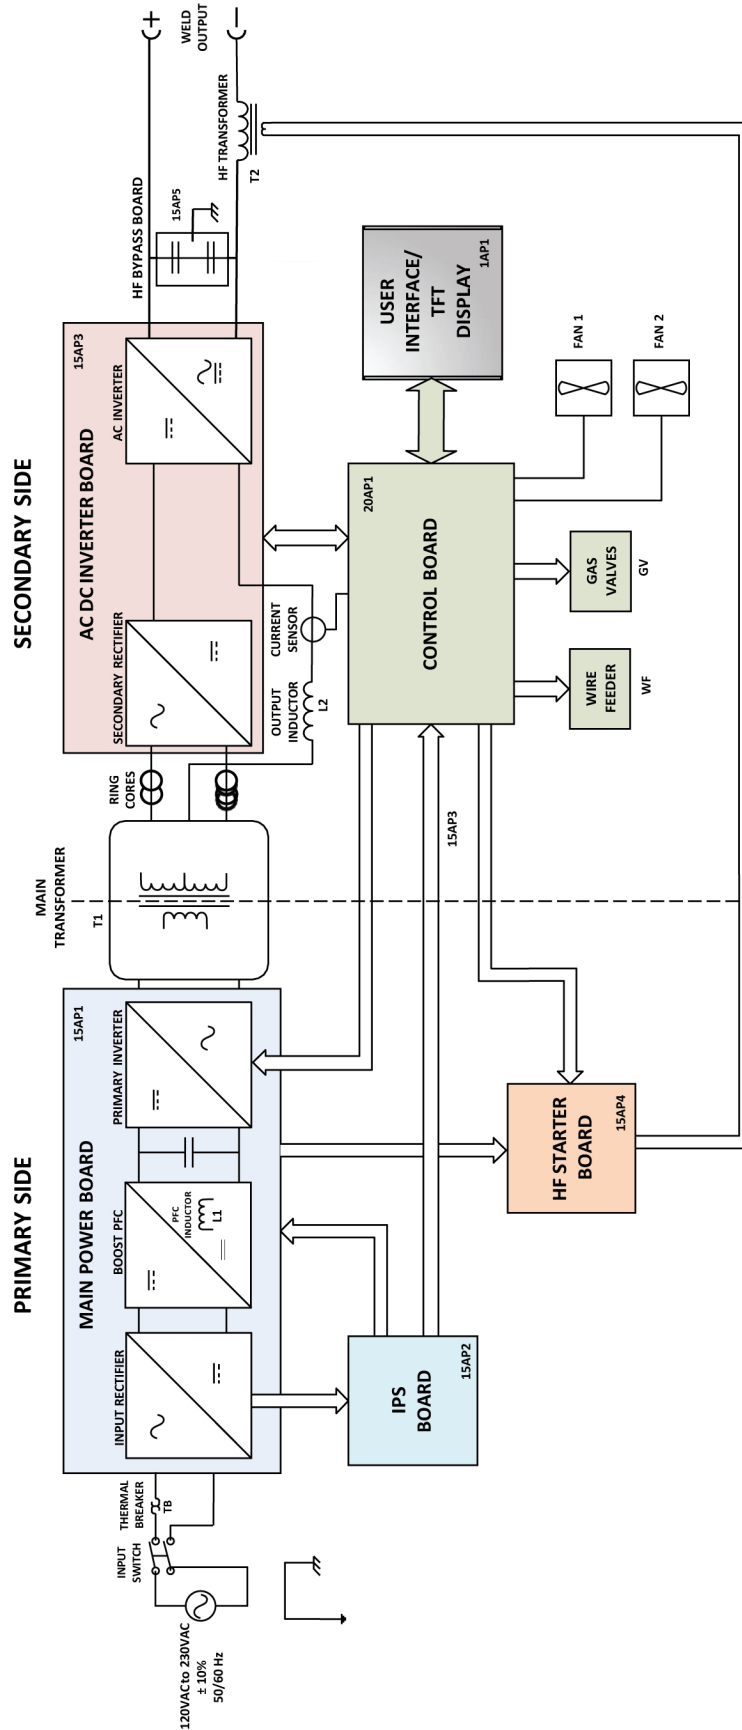 PRIMARY SIDE
SECONDARY SIDE
120VAC to 230VAC
± 10%
50/60 Hz
INPUT
SWITCH
THERMAL
BREAKER
TB
MAIN POWER BOARD
15AP1
INPUT RECTIFIER
BOOST PFC
PFC
INDUCTOR
L1
PRIMARY INVERTER
MAIN
TRANSFORMER
T1
RING
CORES
AC DC INVERTER BOARD
15AP3
SECONDARY RECTIFIER
AC INVERTER
OUTPUT
INDUCTOR
L2
CURRENT
SENSOR
HF BYPASS BOARD
15AP5
HF TRANSFORMER
T2
WELD
OUTPUT
+
−
IPS
BOARD
15AP2
15AP3
CONTROL BOARD
20AP1
USER
INTERFACE/
TFT
DISPLAY
1AP1
HF STARTER
BOARD
15AP4
WIRE
FEEDER
WF
GAS
VALVES
GV
FAN 1
FAN 2